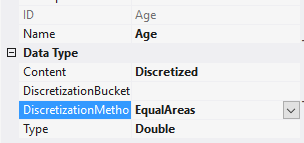 ID Age
Name Age
Data Type
Content Discretized
DiscretizationBucket
DiscretizationMetho EqualAreas
Type Double